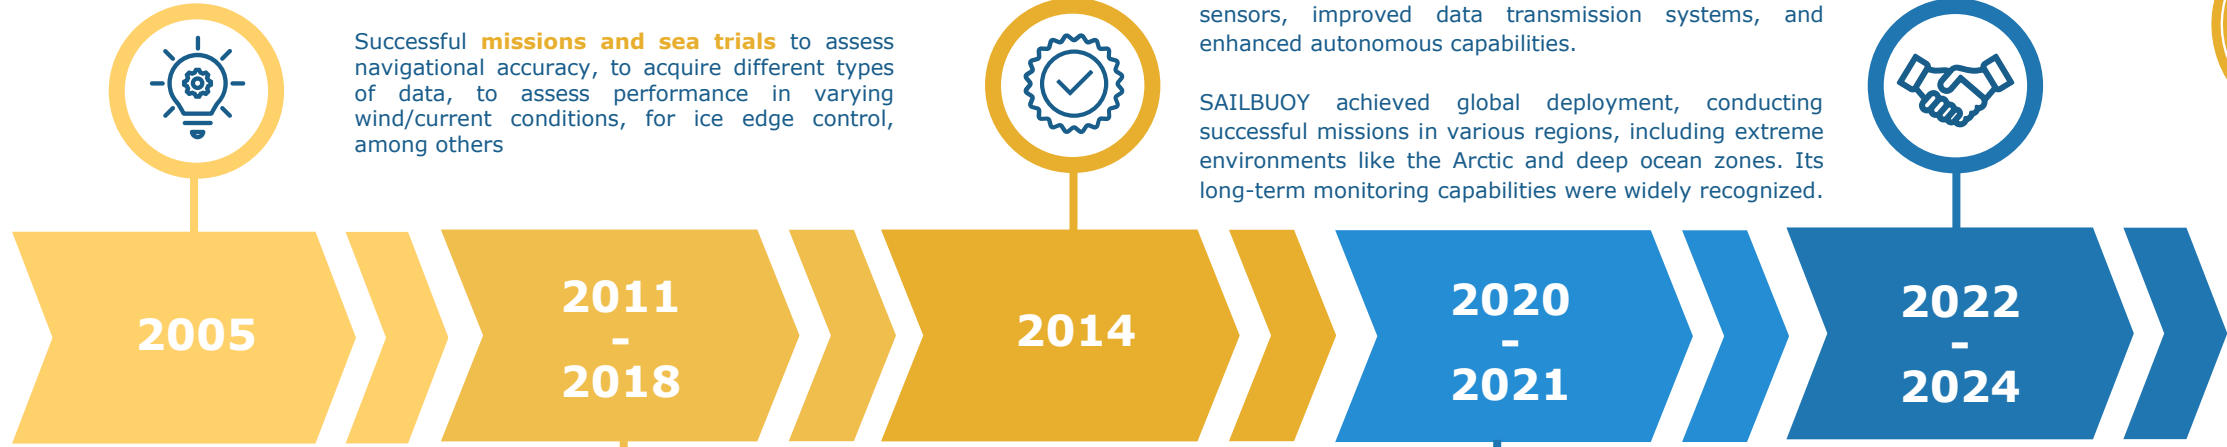 Successful missions and sea trials to assess
navigational accuracy, to acquire different types
of data, to assess performance in varying
wind/current conditions, for ice edge control,
among others
sensors, improved data transmission systems, and
enhanced autonomous capabilities.
SAILBUOY achieved global deployment, conducting
successful missions in various regions, including extreme
environments like the Arctic and deep ocean zones. Its
long-term monitoring capabilities were widely recognized.
2005
2011
-
2018
2014
2020
-
2021
2022
-
2024